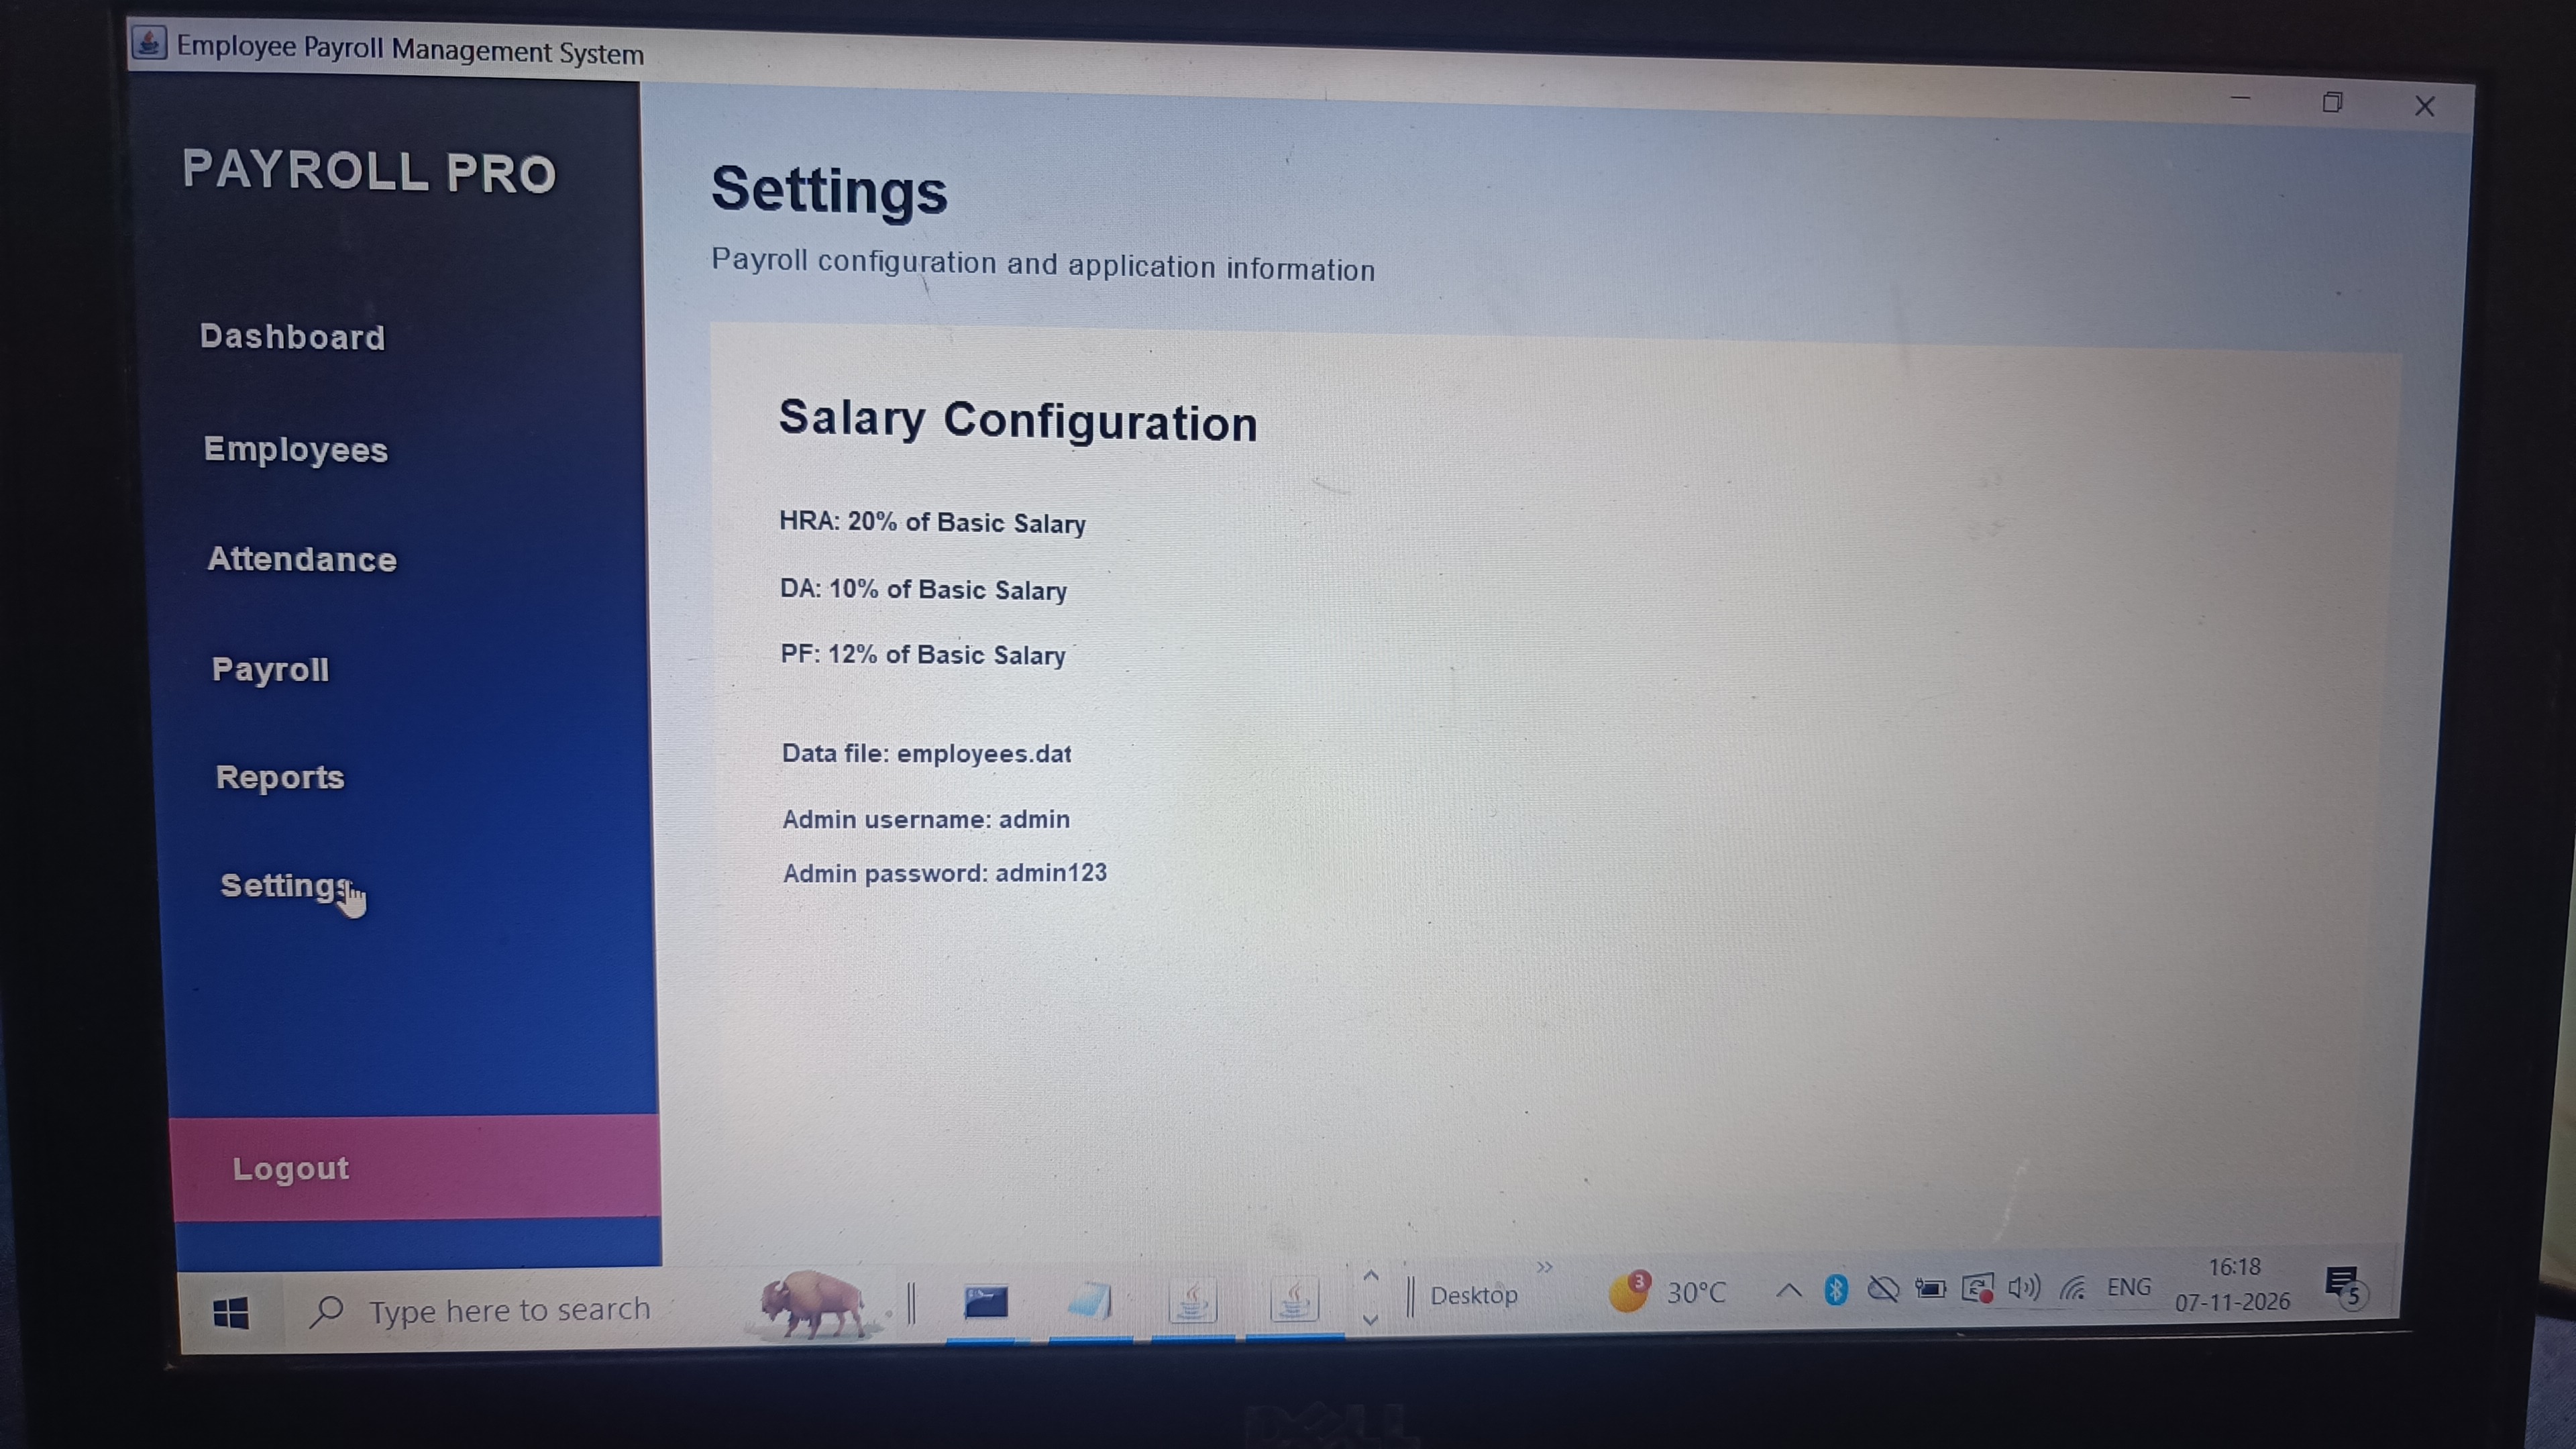 Employee Payroll Management System
PAYROLL PRO
Dashboard
Employees
Attendance
Payroll
Reports
Settings
Logout
Settings
Payroll configuration and application information
Salary Configuration
HRA: 20% of Basic Salary
DA: 10% of Basic Salary
PF: 12% of Basic Salary
Data file: employees.dat
Admin username: admin
Admin password: admin123
Type here to search
Desktop
3
30°C
ENG
16:18
07-11-2026
5
DELL